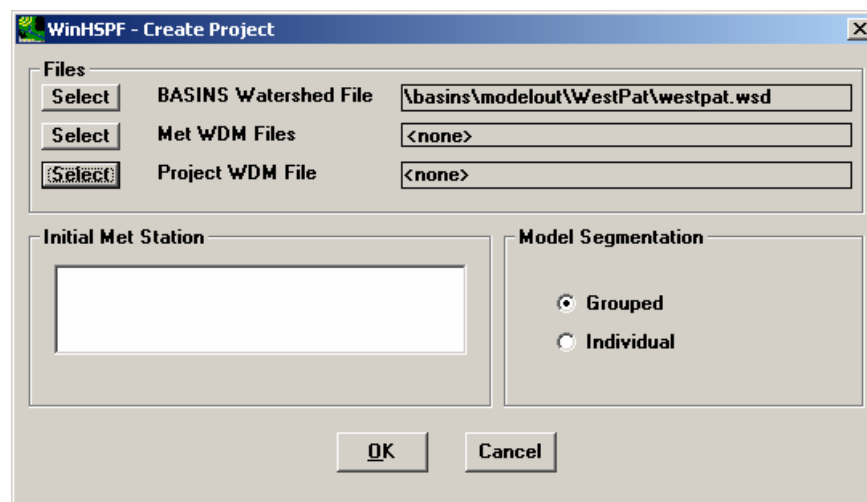 WinHSPF - Create Project
Files
Select BASINS Watershed File \basins\modelout\WestPat\westpat.wsd
Select Met WDM Files <none>
Select Project WDM File <none>
Initial Met Station
Model Segmentation
Grouped
Individual
OK Cancel